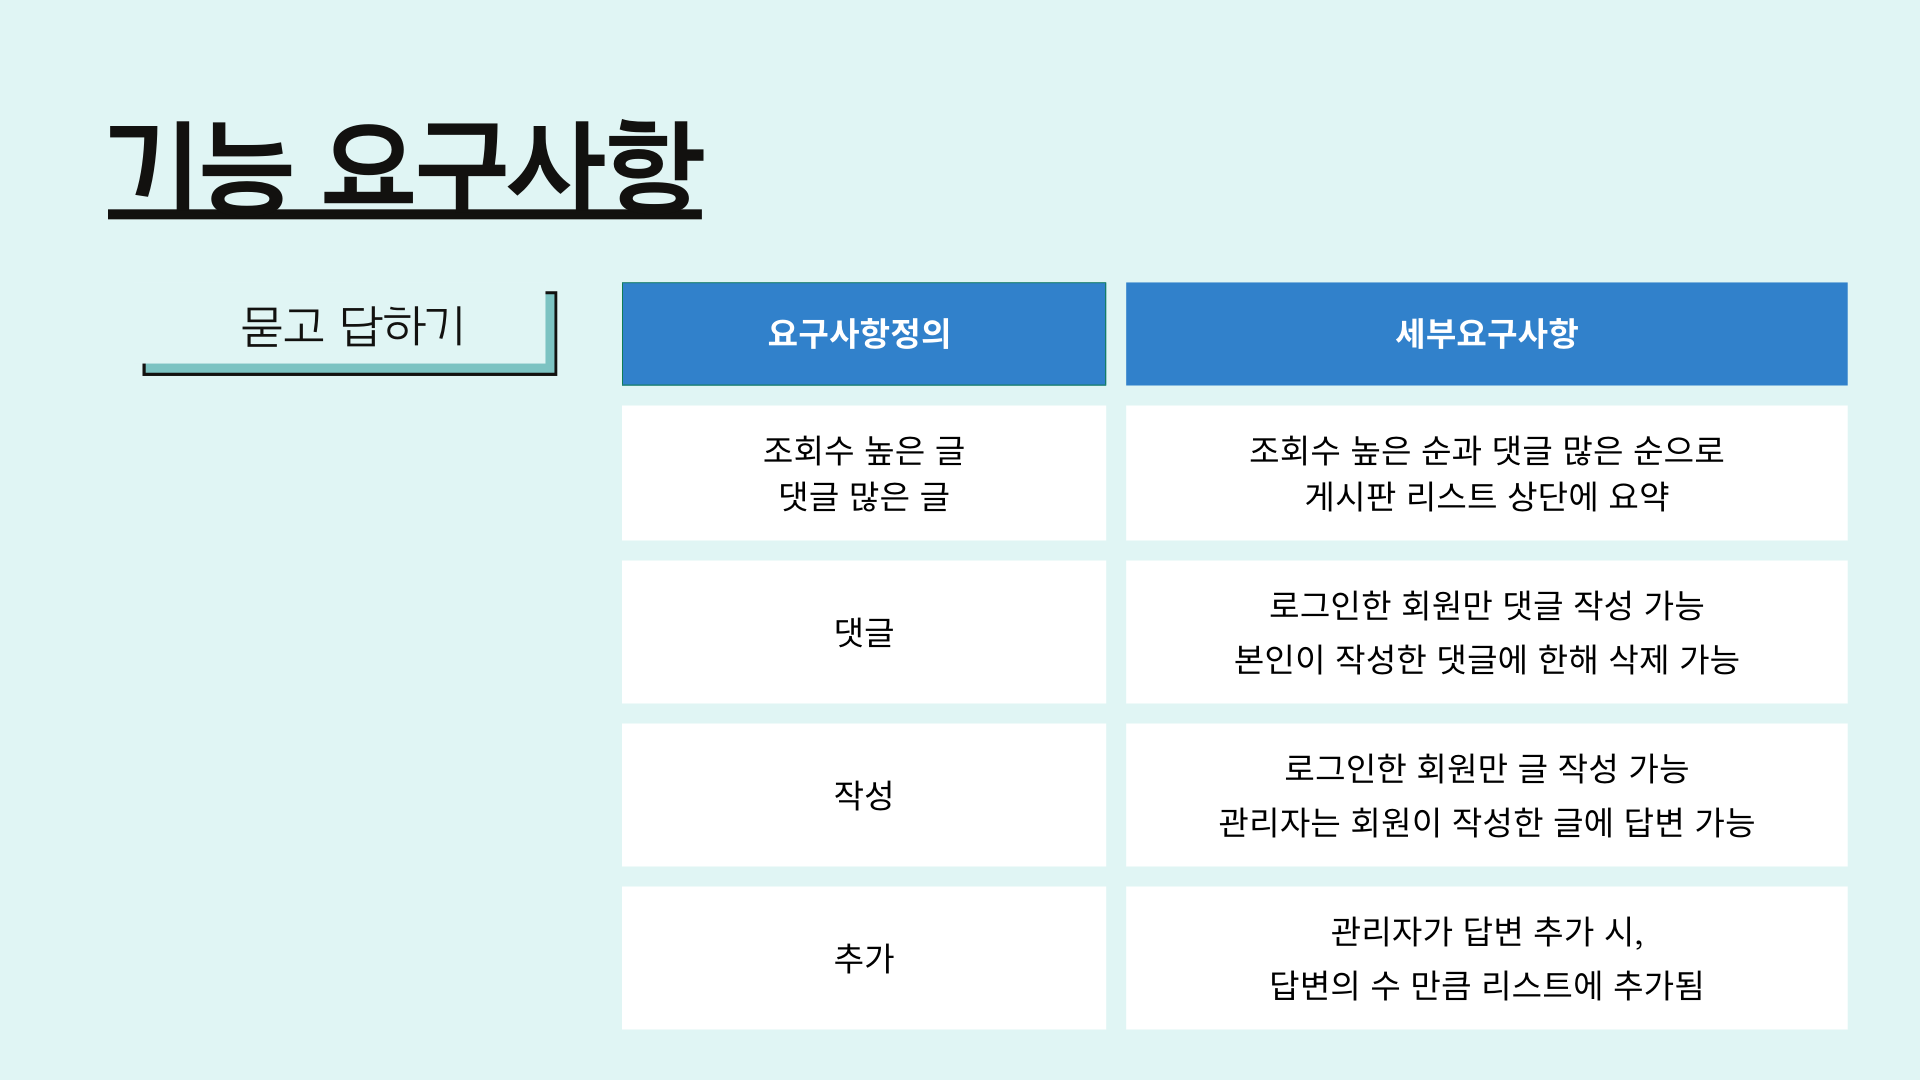 기능 요구사항
묻고 답하기
요구사항정의
세부요구사항
조회수 높은 글
댓글 많은 글
조회수 높은 순과 댓글 많은 순으로
게시판 리스트 상단에 요약
댓글
로그인한 회원만 댓글 작성 가능
본인이 작성한 댓글에 한해 삭제 가능
작성
로그인한 회원만 글 작성 가능
관리자는 회원이 작성한 글에 답변 가능
추가
관리자가 답변 추가 시,
답변의 수 만큼 리스트에 추가됨